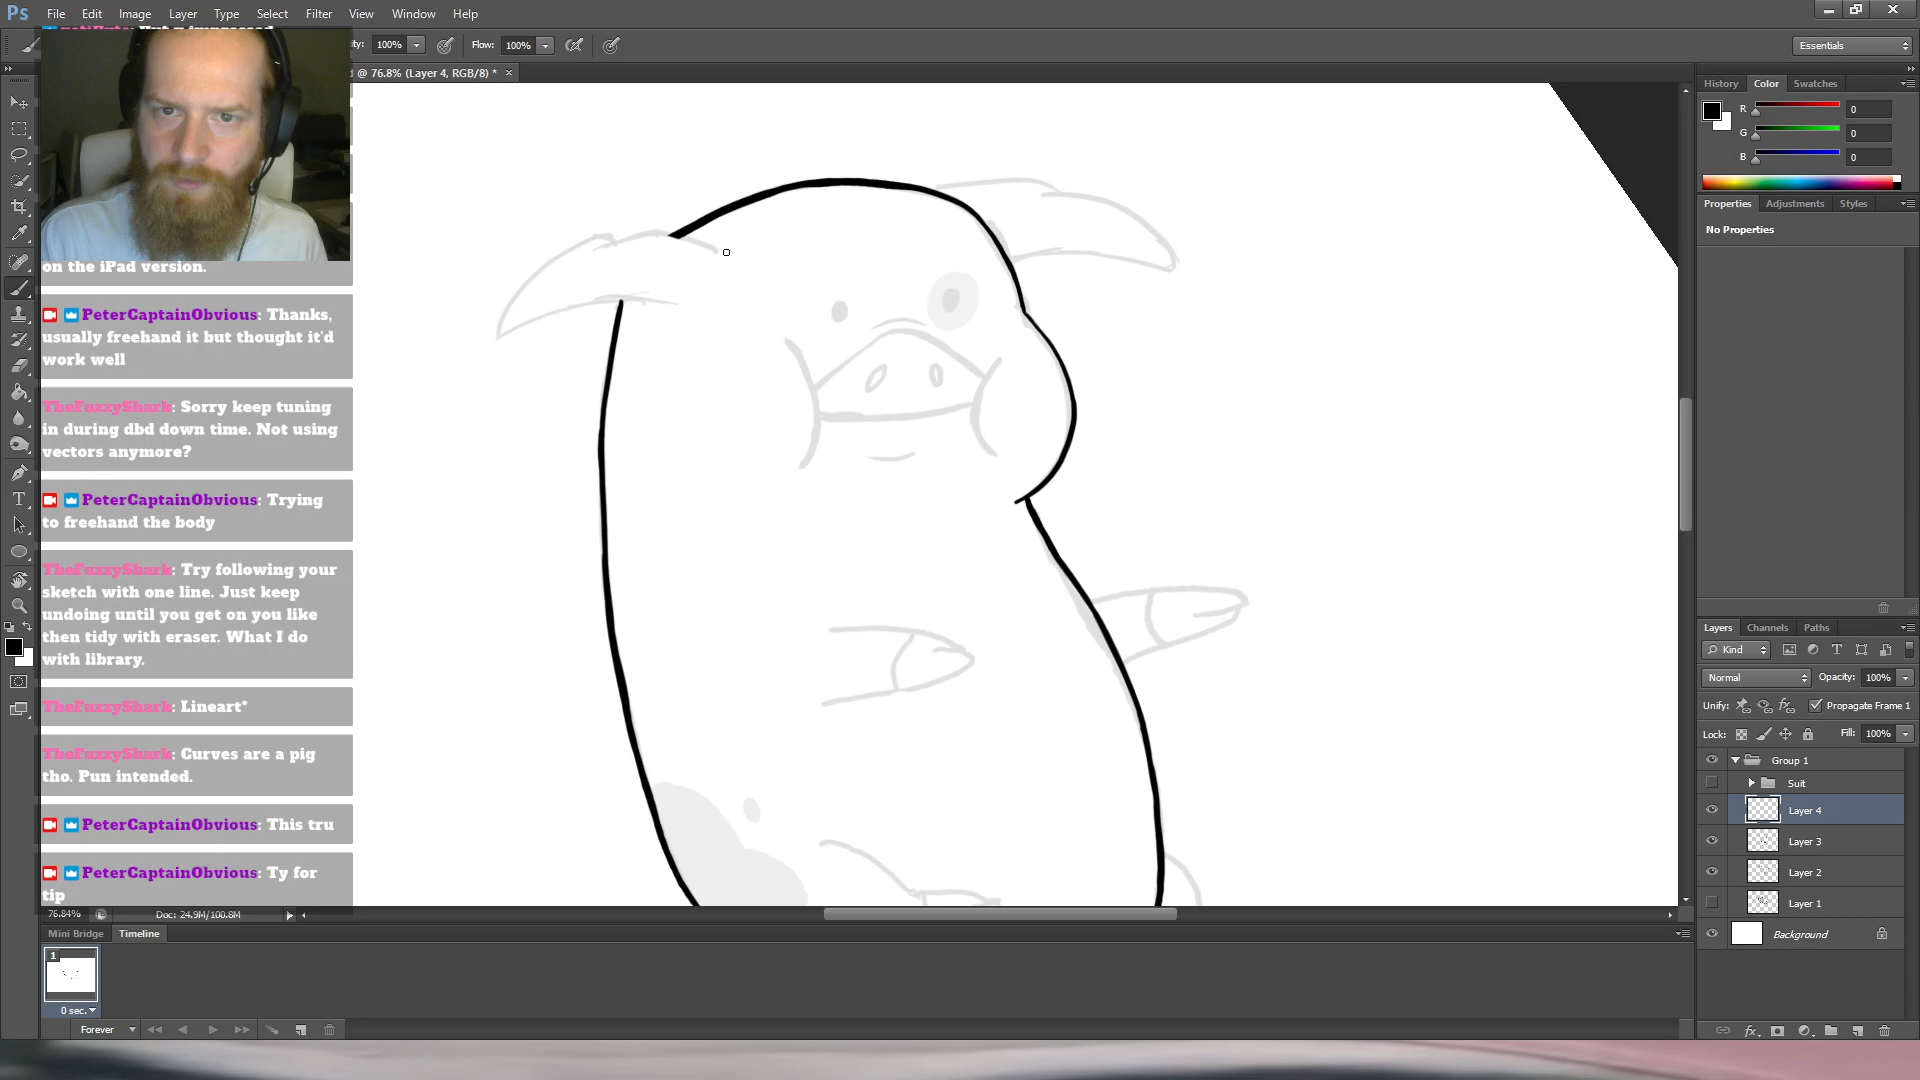 Ps File Edit Image Layer Type Select Filter View Window Help
100% Flow: 100% Essentials
@ 76.8% (Layer 4, RGB/8) * ×
on the iPad version.
PeterCaptainObvious: Thanks,
usually freehand it but thought it'd
work well
TheFuzzyShark: Sorry keep tuning
in during dbd down time. Not using
vectors anymore?
PeterCaptainObvious: Trying
to freehand the body
TheFuzzyShark: Try following your
sketch with one line. Just keep
undoing until you get on you like
then tidy with eraser. What I do
with library.
TheFuzzyShark: Lineart*
TheFuzzyShark: Curves are a pig
tho. Pun intended.
PeterCaptainObvious: This tru
PeterCaptainObvious: Ty for
tip
76.84% Doc: 24.9M/100.8M
Mini Bridge Timeline
1
0 sec.
Forever
History Color Swatches
R 0
G 0
B 0
Properties Adjustments Styles
No Properties
Layers Channels Paths
Kind
Normal Opacity: 100%
Unify: Propagate Frame 1
Lock: Fill: 100%
Group 1
Suit
Layer 4
Layer 3
Layer 2
Layer 1
Background